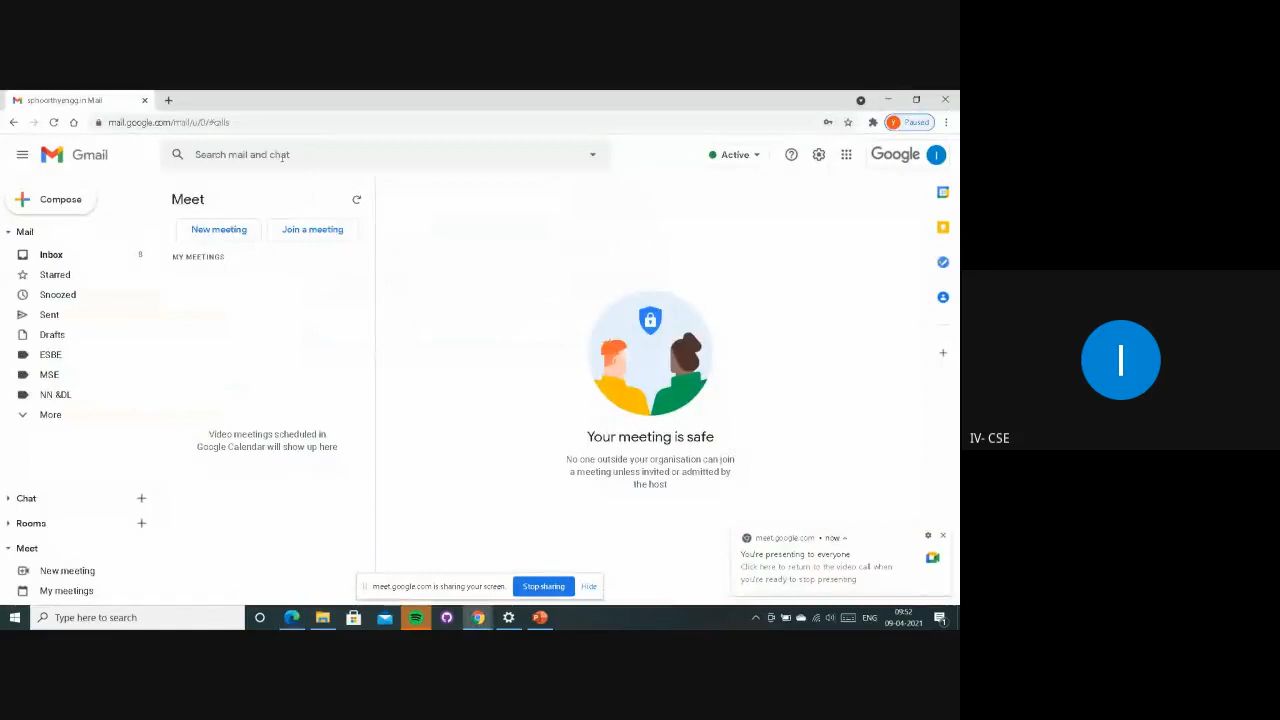 sphoorthyengg.in Mail
mail.google.com/mail/u/0/#calls
Paused
Gmail
Search mail and chat
Active
Google
I
Compose
Meet
New meeting
Join a meeting
MY MEETINGS
Mail
Inbox 8
Starred
Snoozed
Sent
Drafts
ESBE
MSE
NN &DL
More
Video meetings scheduled in
Google Calendar will show up here
Your meeting is safe
No one outside your organisation can join
a meeting unless invited or admitted by
the host
Chat
Rooms
Meet
New meeting
My meetings
meet.google.com • now
You're presenting to everyone
Click here to return to the video call when
you're ready to stop presenting
meet.google.com is sharing your screen.
Stop sharing
Hide
Type here to search
ENG
09:52
09-04-2021
I
IV- CSE